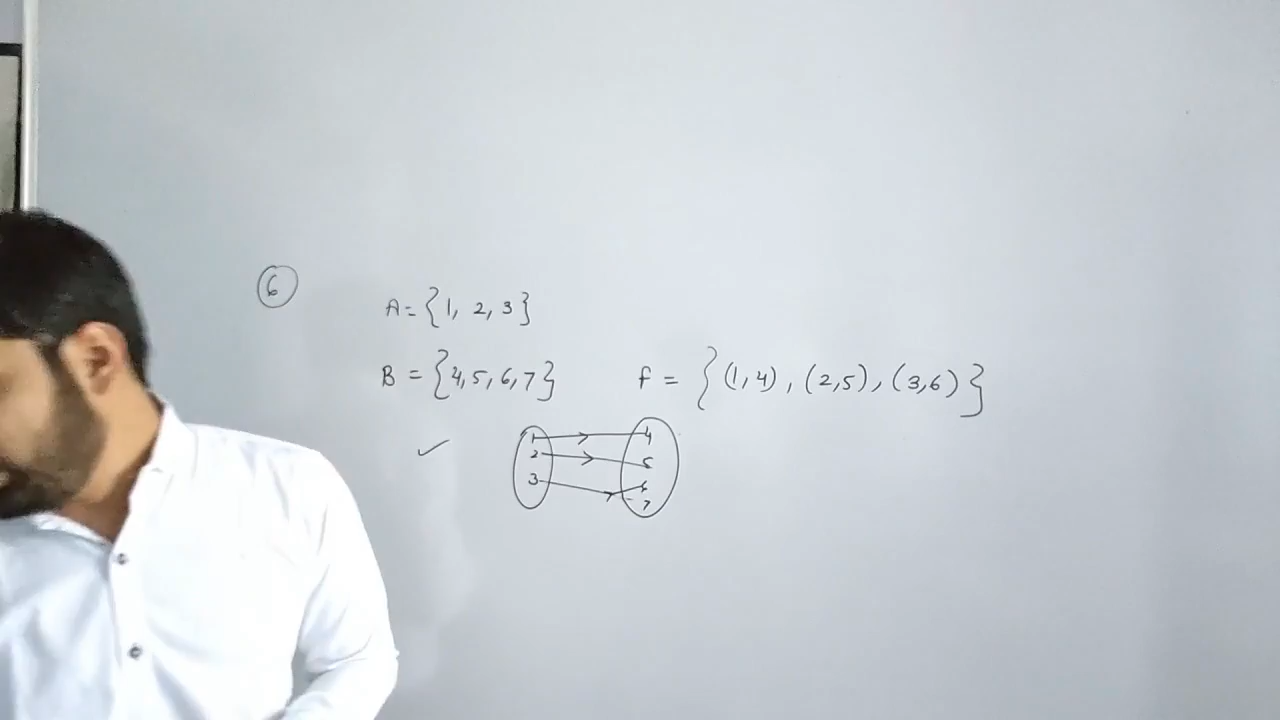 6
A = {1, 2, 3}
B = {4, 5, 6, 7} f = {(1, 4), (2, 5), (3, 6)}
✓ 1 4
2 5
3 6
7